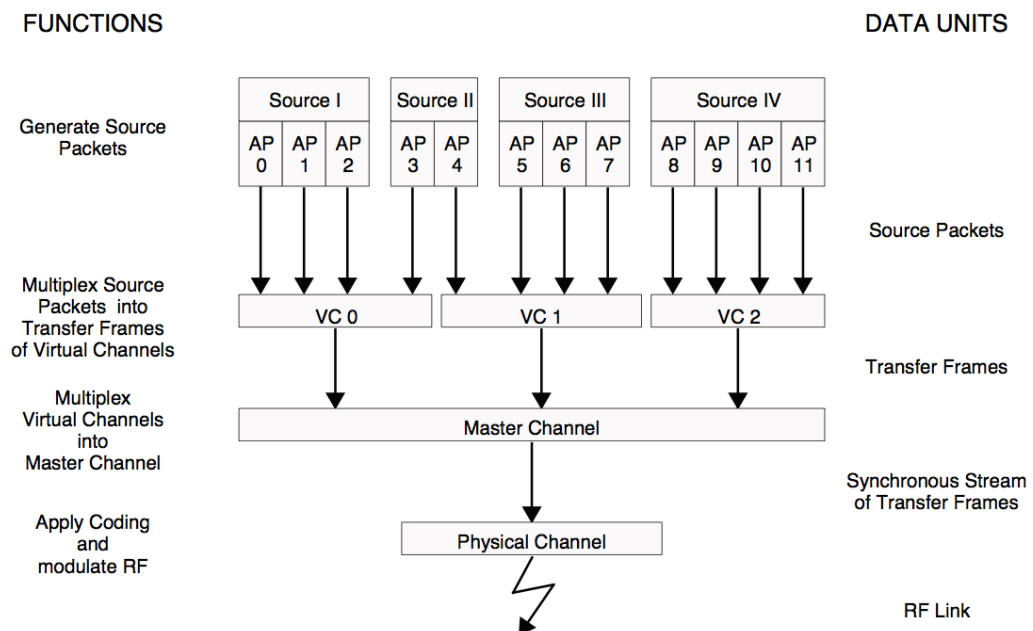 FUNCTIONS
DATA UNITS
Source I
Source II
Source III
Source IV
Generate Source
Packets
AP
0
AP
1
AP
2
AP
3
AP
4
AP
5
AP
6
AP
7
AP
8
AP
9
AP
10
AP
11
Source Packets
Multiplex Source
Packets into
Transfer Frames
of Virtual Channels
VC 0
VC 1
VC 2
Transfer Frames
Multiplex
Virtual Channels
into
Master Channel
Master Channel
Synchronous Stream
of Transfer Frames
Apply Coding
and
modulate RF
Physical Channel
RF Link